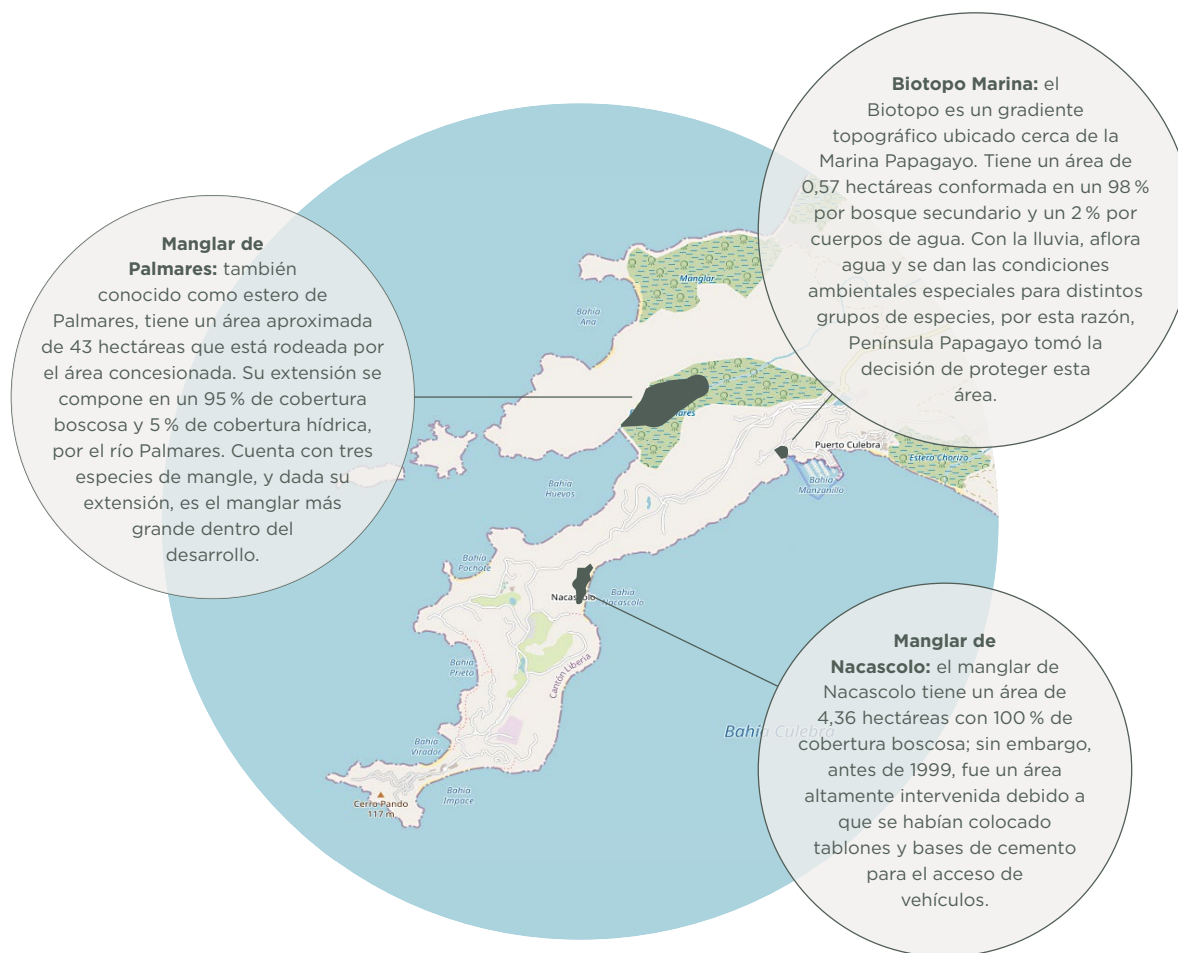 Biotopo Marina: el
Biotopo es un gradiente
topográfico ubicado cerca de la
Marina Papagayo. Tiene un área de
0,57 hectáreas conformada en un 98 %
por bosque secundario y un 2 % por
cuerpos de agua. Con la lluvia, aflora
agua y se dan las condiciones
ambientales especiales para distintos
grupos de especies, por esta razón,
Península Papagayo tomó la
decisión de proteger esta
área.
Manglar de
Palmares: también
conocido como estero de
Palmares, tiene un área aproximada
de 43 hectáreas que está rodeada por
el área concesionada. Su extensión se
compone en un 95 % de cobertura
boscosa y 5 % de cobertura hídrica,
por el río Palmares. Cuenta con tres
especies de mangle, y dada su
extensión, es el manglar más
grande dentro del
desarrollo.
Manglar
Bahía
Ana
Puerto Culebra
Estero Chorizo
Bahía
Manzanillo
Bahía
Huevos
Bahía
Pochote
Nacascolo
Bahía
Nacascolo
Bahía
Prieta
Cantón Liberia
Bahía
Virador
Bahía Culebra
Cerro Pando
117 m
Bahía
Impace
Manglar de
Nacascolo: el manglar de
Nacascolo tiene un área de
4,36 hectáreas con 100 % de
cobertura boscosa; sin embargo,
antes de 1999, fue un área
altamente intervenida debido a
que se habían colocado
tablones y bases de cemento
para el acceso de
vehículos.